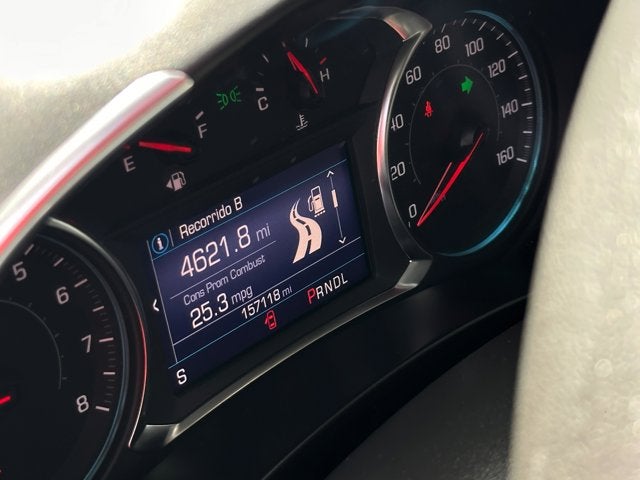 E
F
C
H
5
6
7
8
0
20
40
60
80
100
120
140
160
Recorrido B
4621.8 mi
Cons Prom Combust
25.3 mpg
157118 mi
PRNDL
S